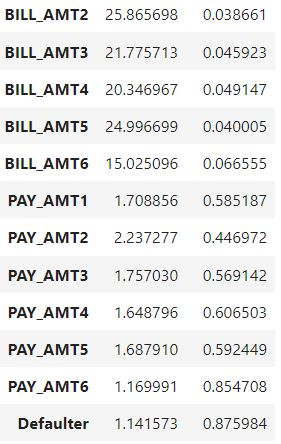 BILL_AMT2 25.865698 0.038661
BILL_AMT3 21.775713 0.045923
BILL_AMT4 20.346967 0.049147
BILL_AMT5 24.996699 0.040005
BILL_AMT6 15.025096 0.066555
PAY_AMT1 1.708856 0.585187
PAY_AMT2 2.237277 0.446972
PAY_AMT3 1.757030 0.569142
PAY_AMT4 1.648796 0.606503
PAY_AMT5 1.687910 0.592449
PAY_AMT6 1.169991 0.854708
Defaulter 1.141573 0.875984